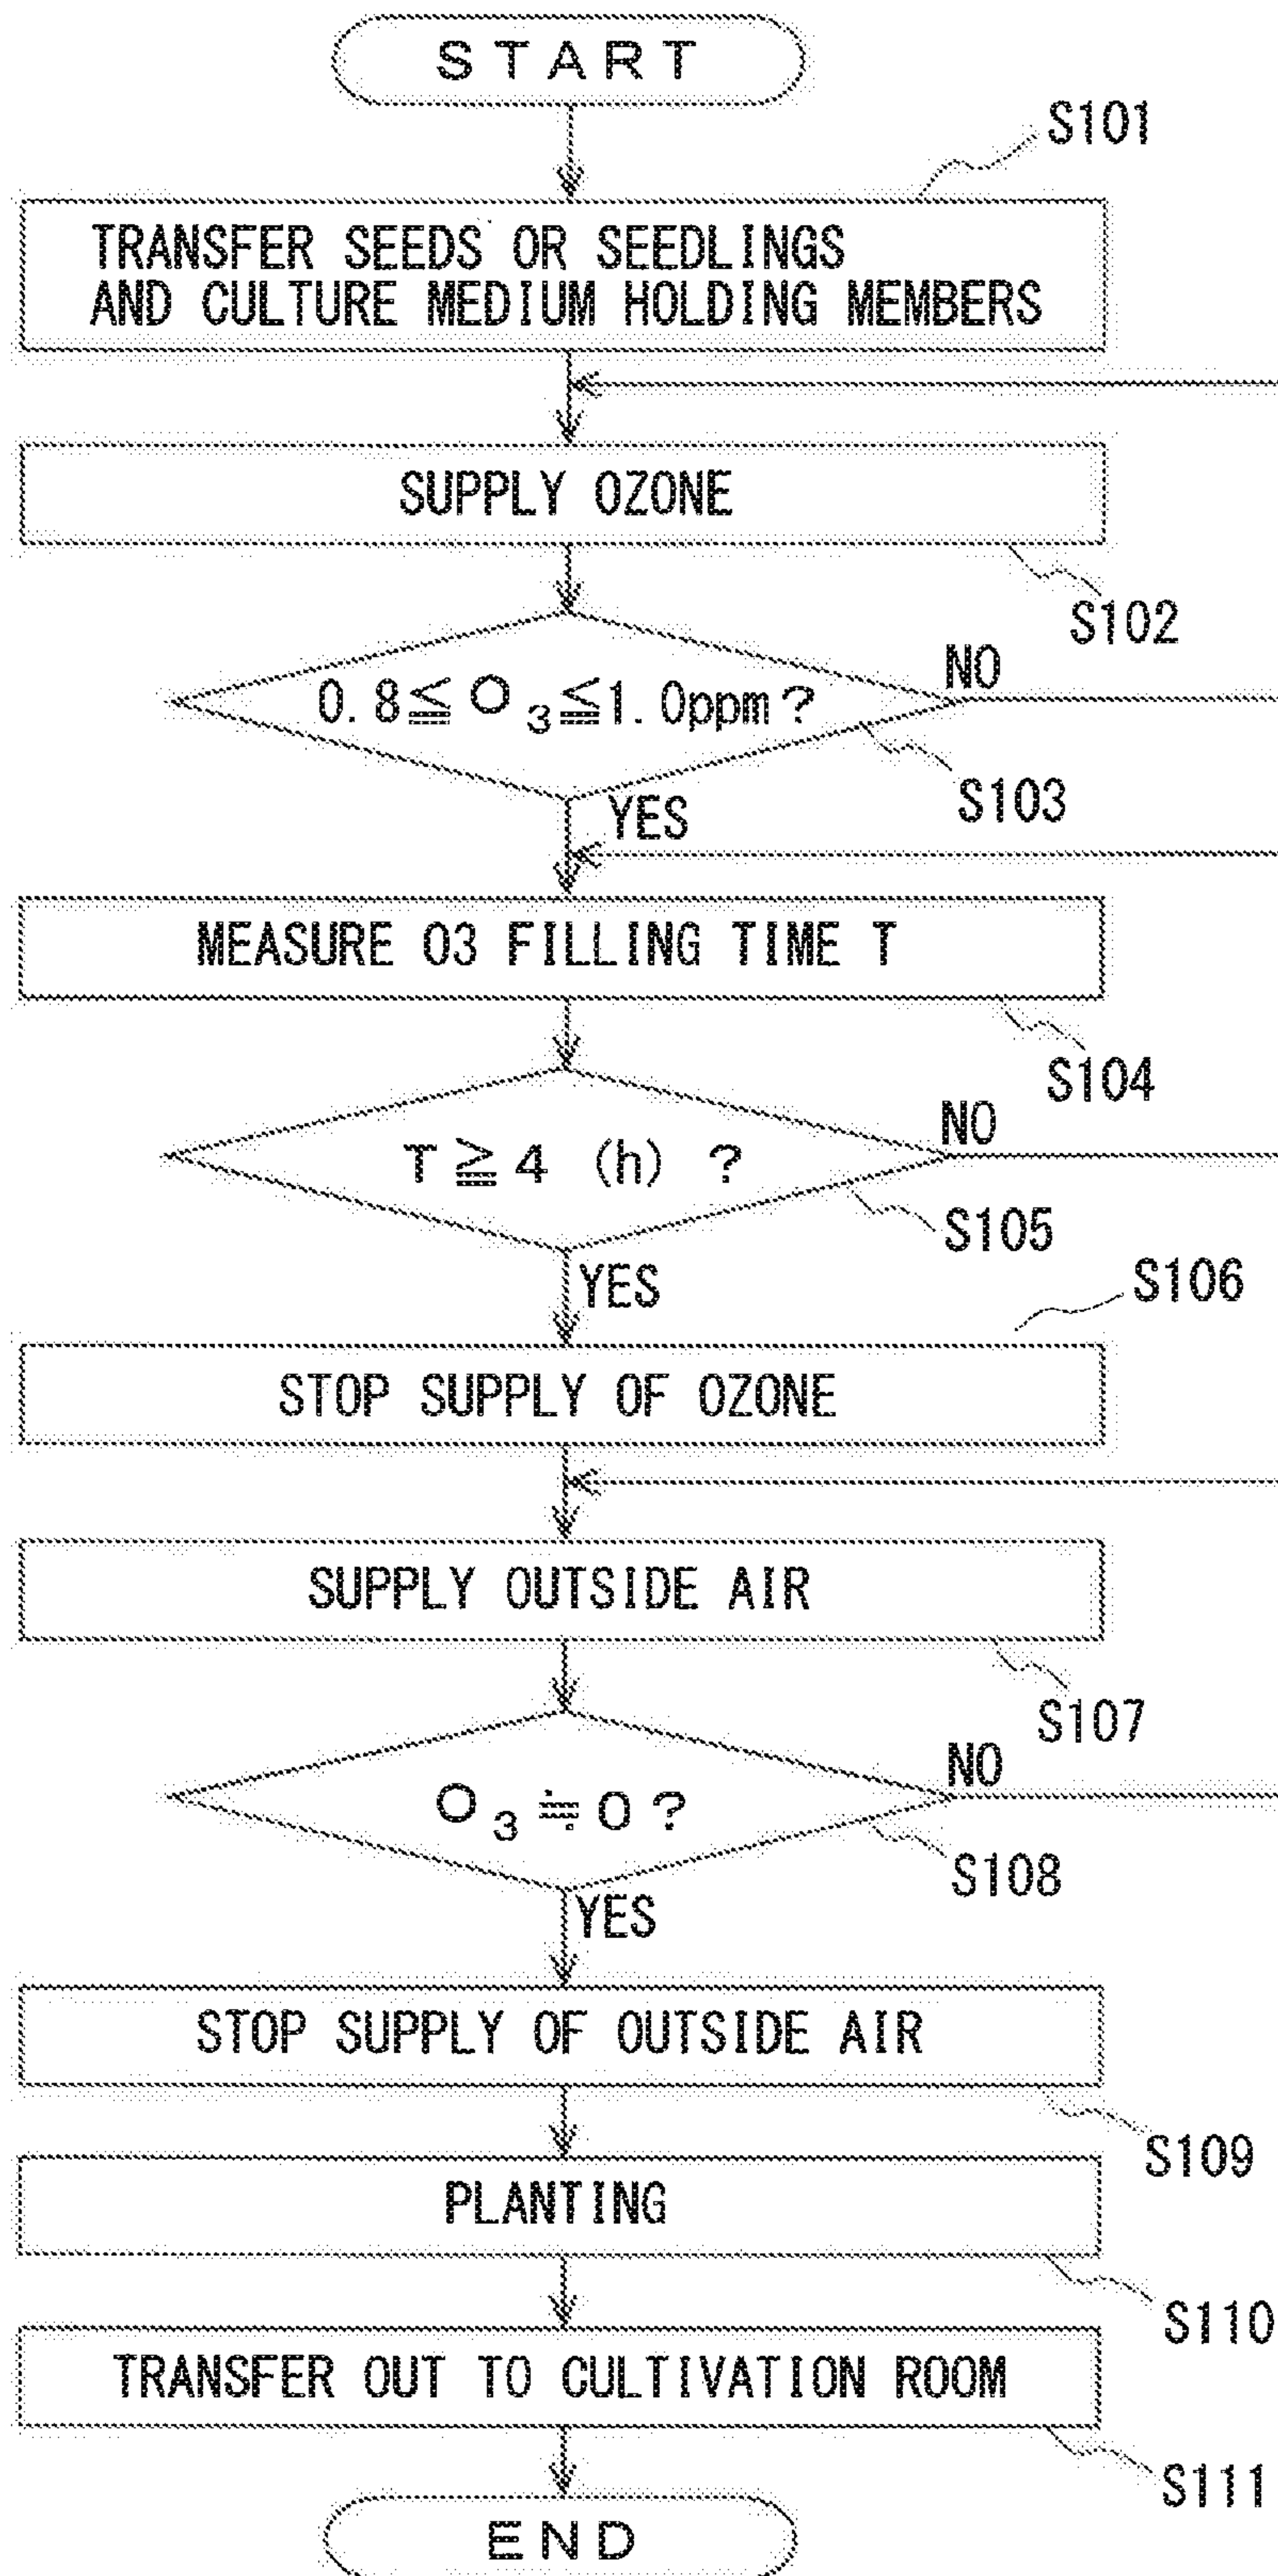 START
S101
TRANSFER SEEDS OR SEEDLINGS
AND CULTURE MEDIUM HOLDING MEMBERS
SUPPLY OZONE
S102
0.8≦O₃≦1.0ppm?
NO
S103
YES
MEASURE O3 FILLING TIME T
S104
T≧4 (h) ?
NO
S105
YES
S106
STOP SUPPLY OF OZONE
SUPPLY OUTSIDE AIR
S107
O₃≒0?
NO
S108
YES
STOP SUPPLY OF OUTSIDE AIR
S109
PLANTING
S110
TRANSFER OUT TO CULTIVATION ROOM
S111
END